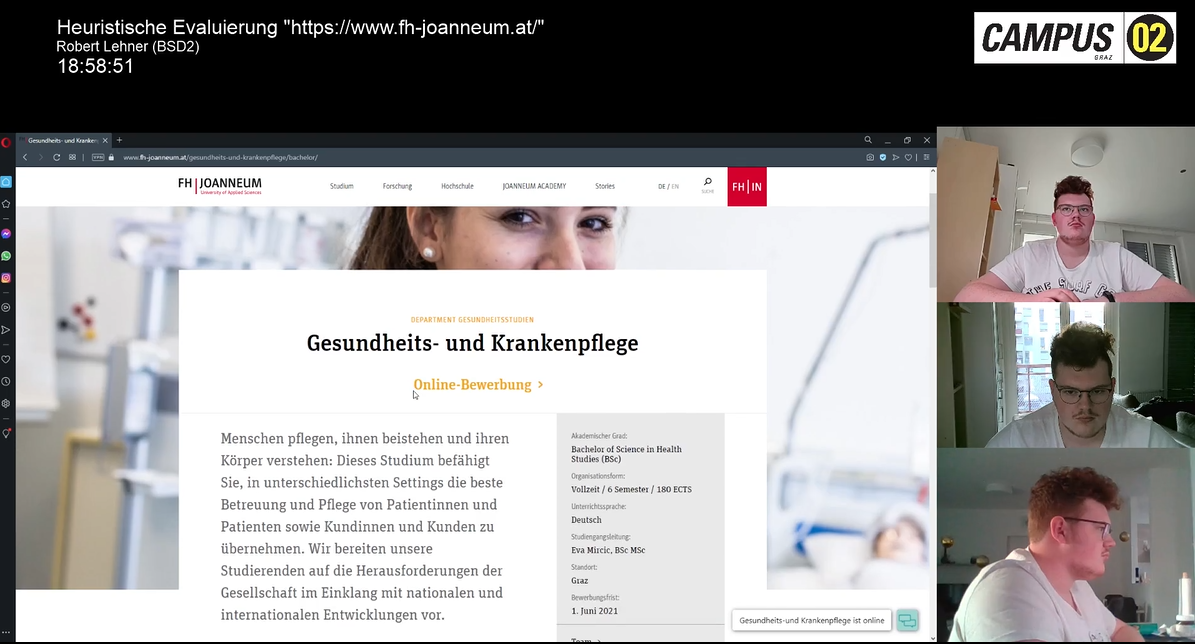 Heuristische Evaluierung "https://www.fh-joanneum.at/"
Robert Lehner (BSD2)
18:58:51
CAMPUS 02
GRAZ
Gesundheits- und Kranken
VPN
www.fh-joanneum.at/gesundheits-und-krankenpflege/bachelor/
FH | JOANNEUM
University of Applied Sciences
Studium
Forschung
Hochschule
JOANNEUM ACADEMY
Stories
DE / EN
SUCHE
FH | IN
DEPARTMENT GESUNDHEITSSTUDIEN
Gesundheits- und Krankenpflege
Online-Bewerbung >
Menschen pflegen, ihnen beistehen und ihren
Körper verstehen: Dieses Studium befähigt
Sie, in unterschiedlichsten Settings die beste
Betreuung und Pflege von Patientinnen und
Patienten sowie Kundinnen und Kunden zu
übernehmen. Wir bereiten unsere
Studierenden auf die Herausforderungen der
Gesellschaft im Einklang mit nationalen und
internationalen Entwicklungen vor.
Akademischer Grad:
Bachelor of Science in Health
Studies (BSc)
Organisationsform:
Vollzeit / 6 Semester / 180 ECTS
Unterrichtssprache:
Deutsch
Studiengangsleitung:
Eva Mircic, BSc MSc
Standort:
Graz
Bewerbungsfrist:
1. Juni 2021
Team
Gesundheits-und Krankenpflege ist online